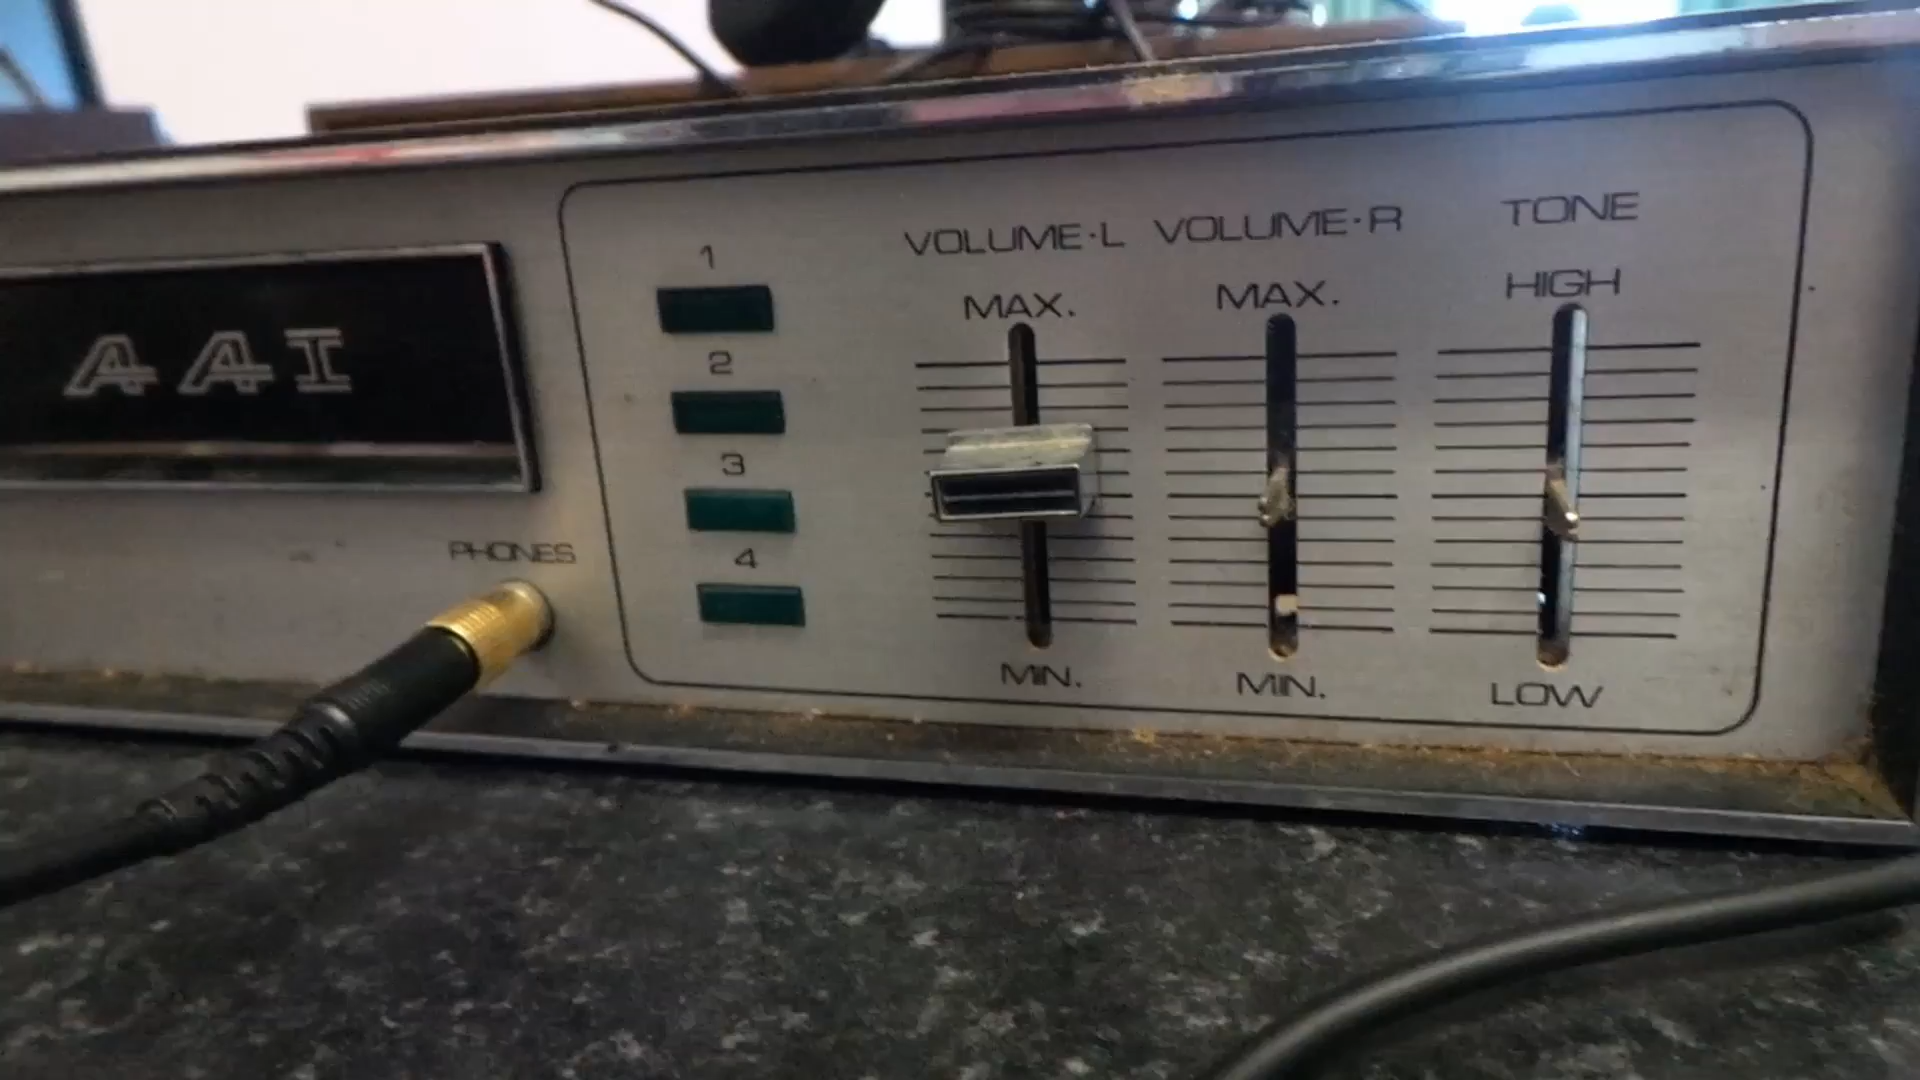 AAI
PHONES
1
2
3
4
VOLUME·L VOLUME·R TONE
MAX. MAX. HIGH
MIN. MIN. LOW